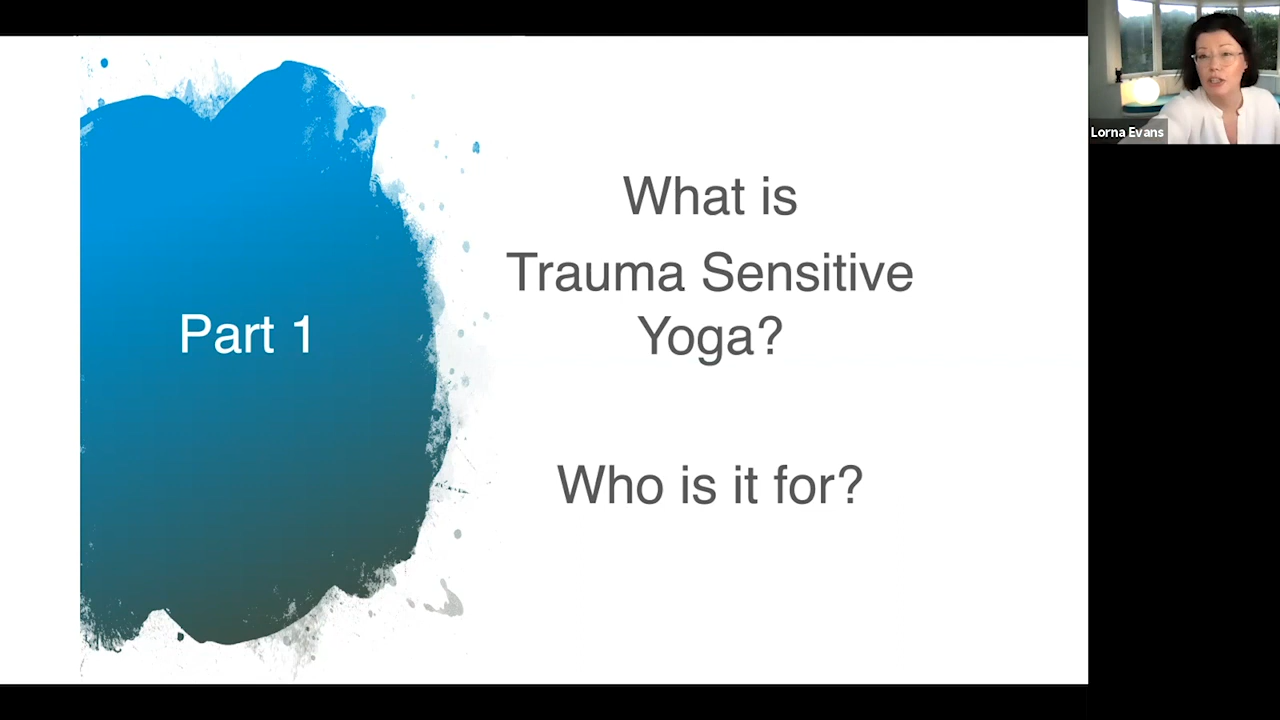 Part 1
What is
Trauma Sensitive
Yoga?
Who is it for?
Lorna Evans